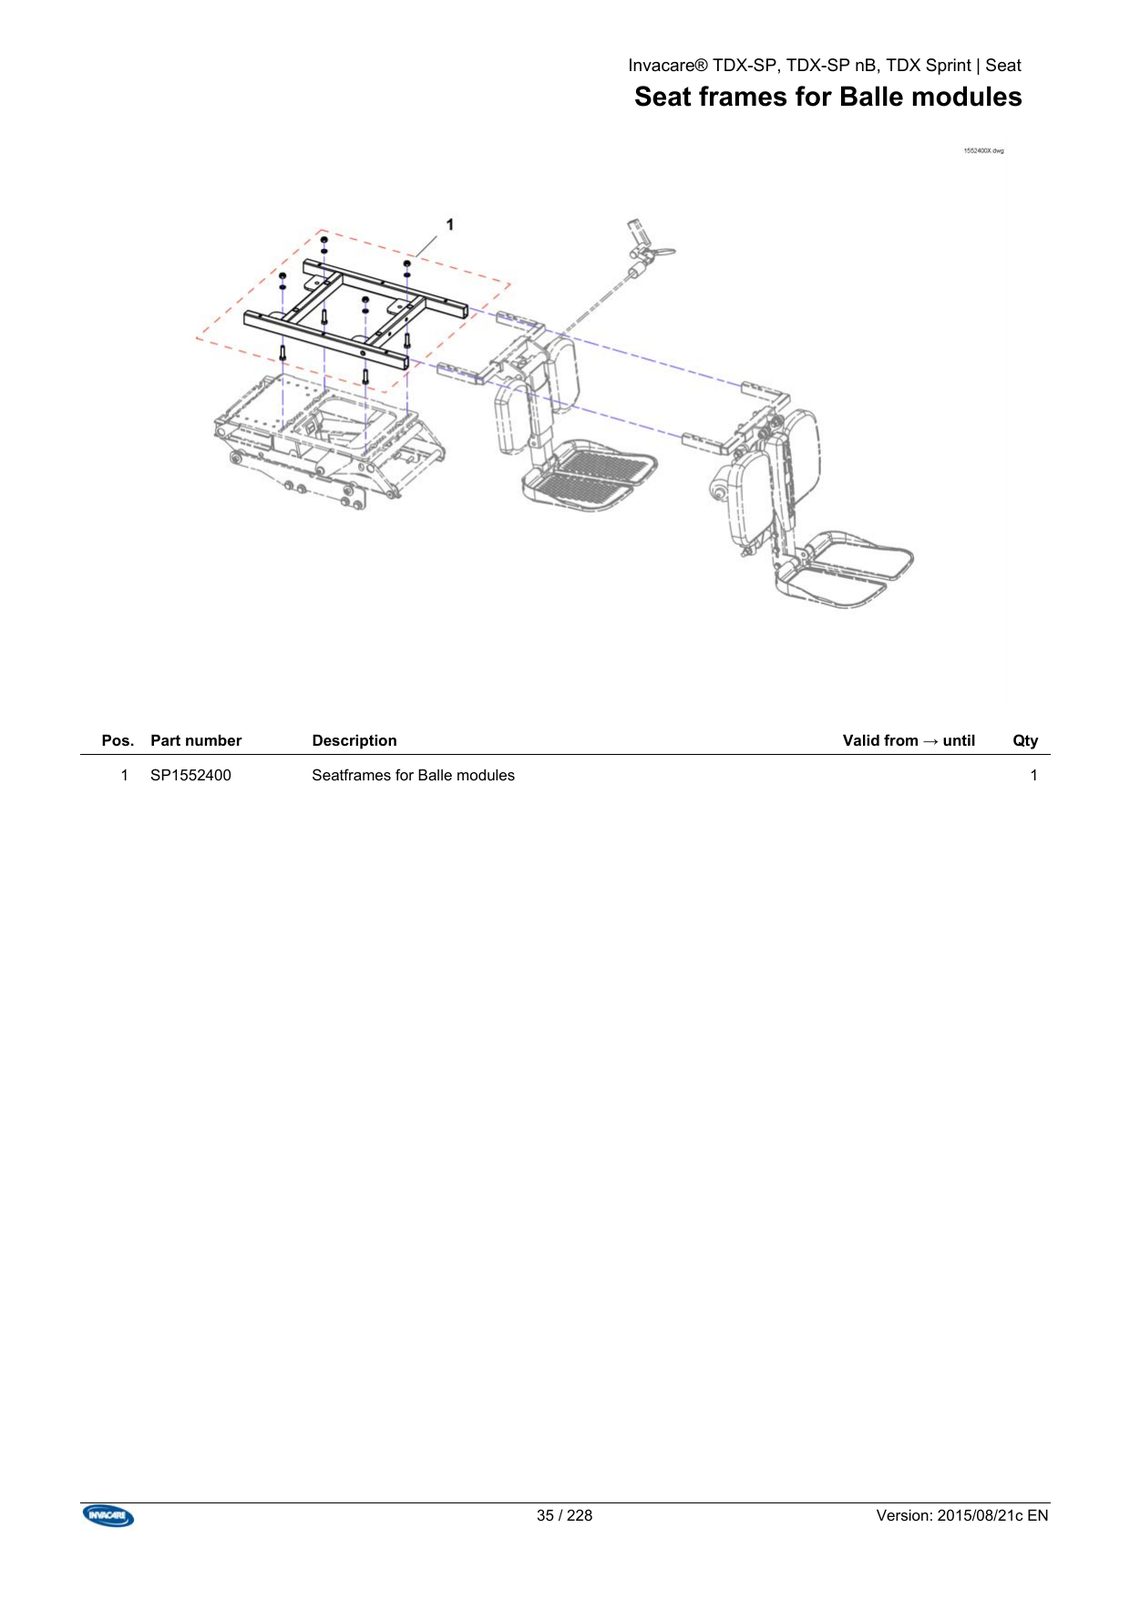 Invacare® TDX-SP, TDX-SP nB, TDX Sprint | Seat
Seat frames for Balle modules
1552400X.dwg
1
Pos. Part number Description Valid from → until Qty
1 SP1552400 Seatframes for Balle modules 1
INVACARE 35 / 228 Version: 2015/08/21c EN